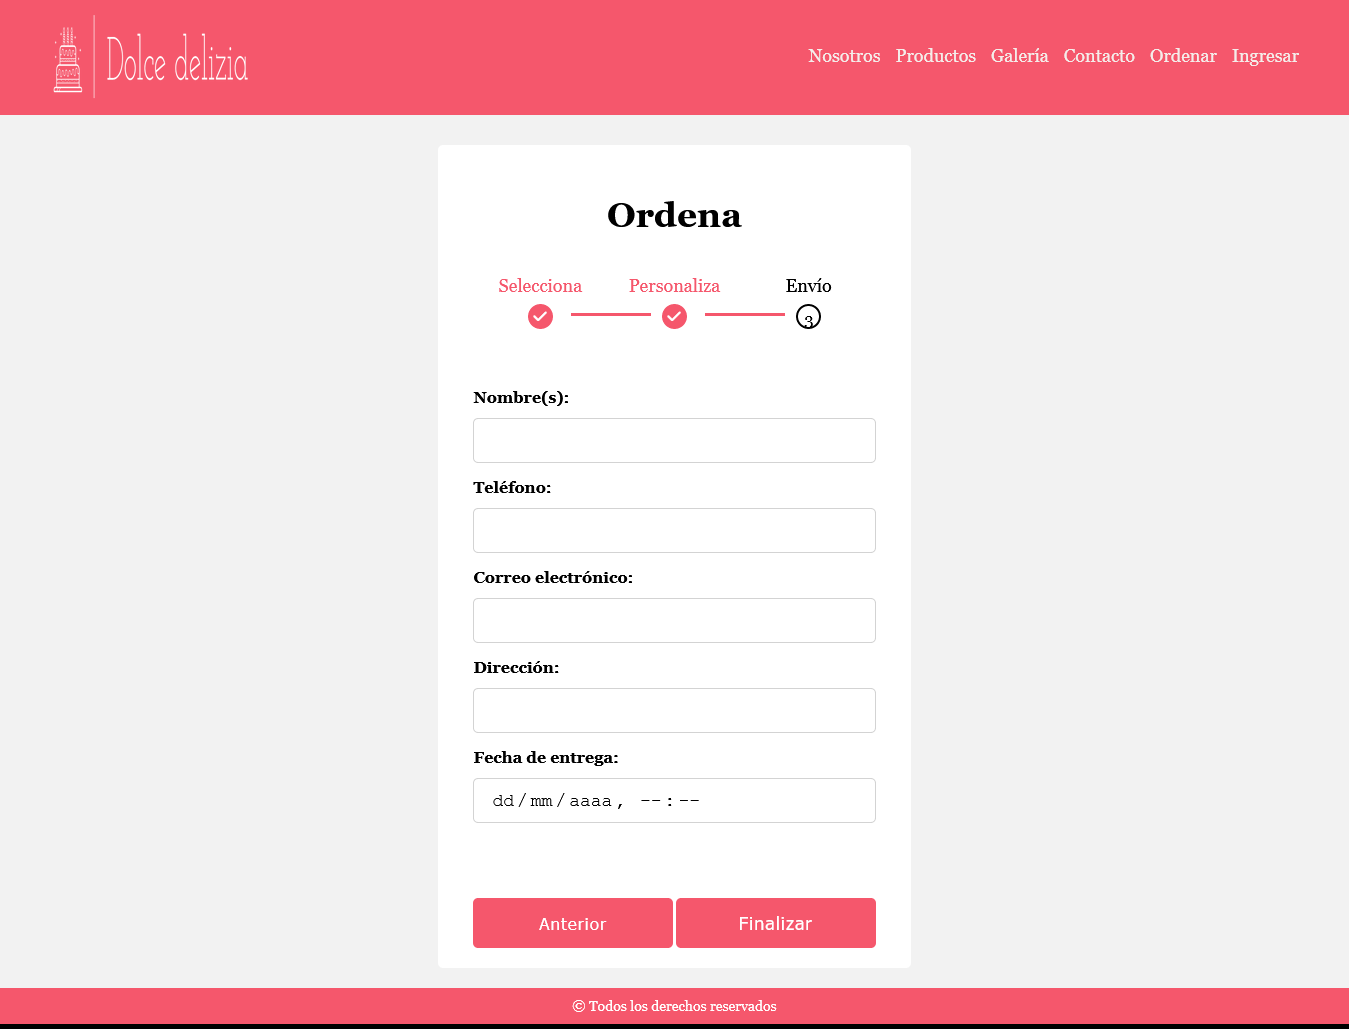 Dolce delizia
Nosotros Productos Galería Contacto Ordenar Ingresar
Ordena
Selecciona Personaliza Envío
3
Nombre(s):
Teléfono:
Correo electrónico:
Dirección:
Fecha de entrega:
dd/mm/aaaa, --:--
Anterior Finalizar
© Todos los derechos reservados